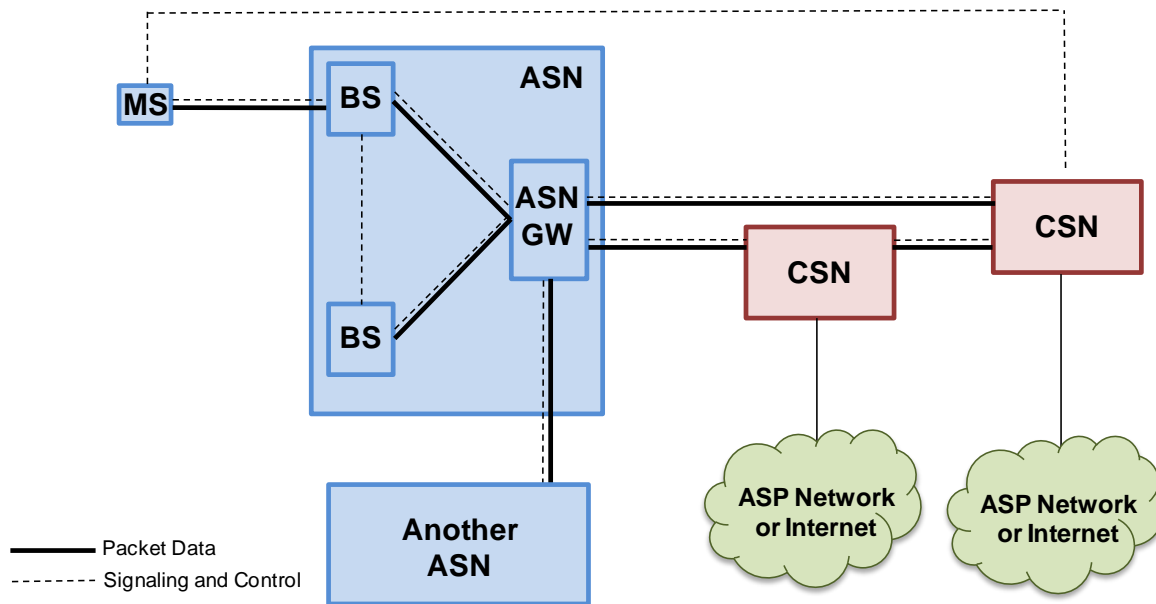 MS
BS
ASN
ASN
GW
BS
CSN
CSN
Another
ASN
ASP Network
or Internet
ASP Network
or Internet
Packet Data
Signaling and Control